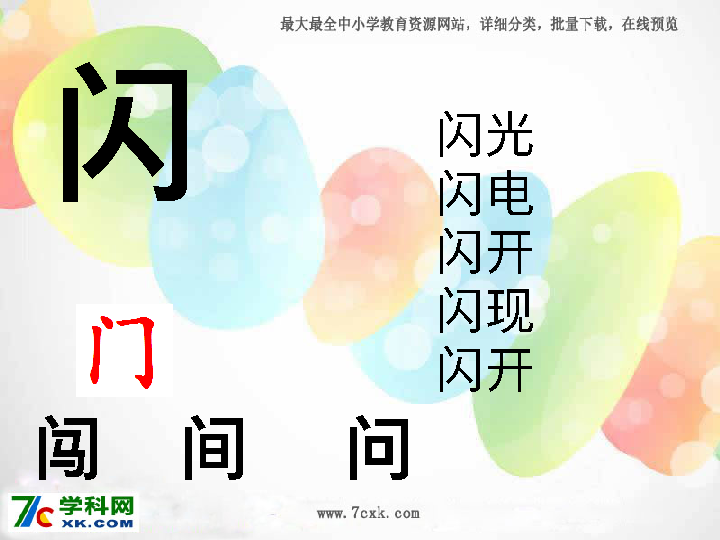 最大最全中小学教育资源网站，详细分类，批量下载，在线预览
闪
闪光
闪电
闪开
闪现
闪开
门
闯 间 问
7C 学科网
XK.COM
www.7cxk.com